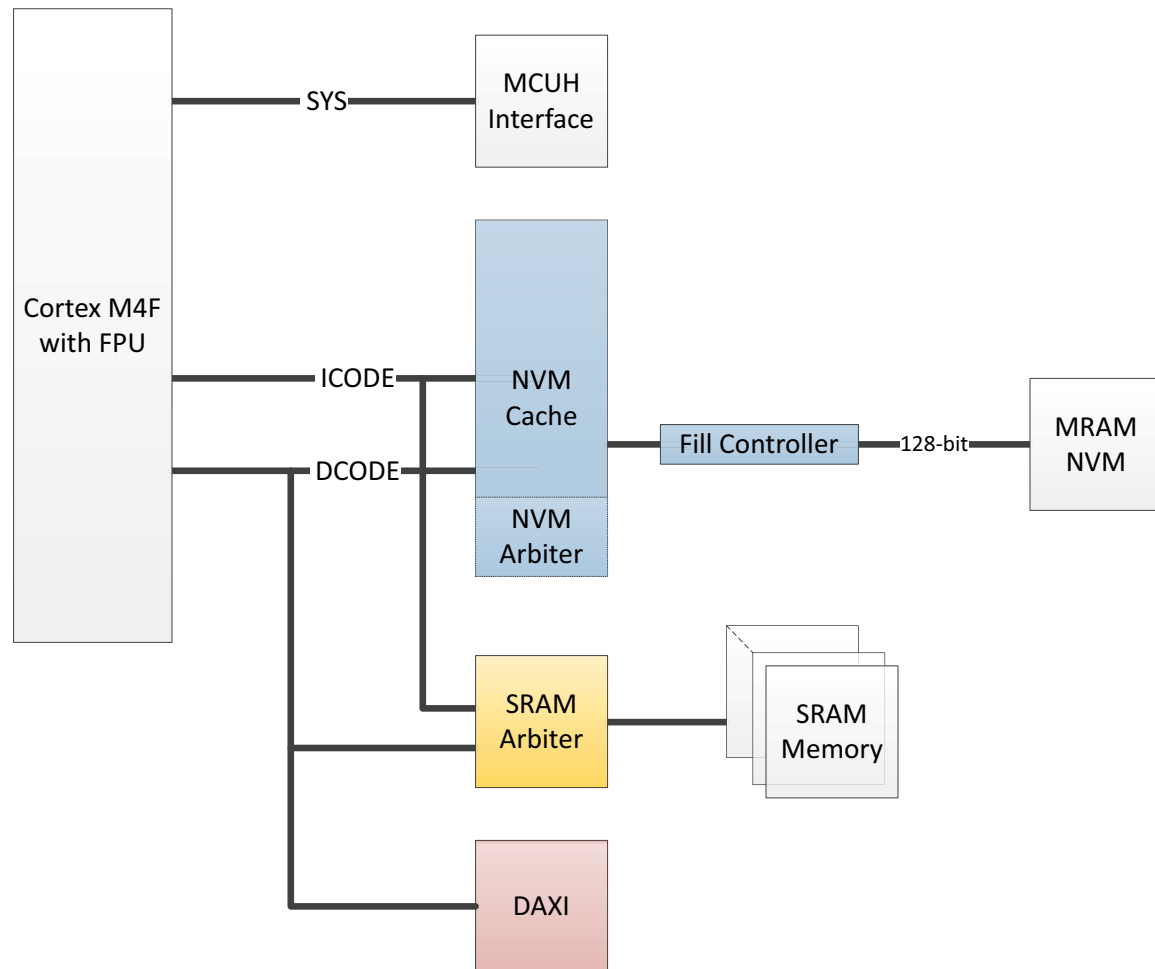 MCUH
Interface
SYS
Cortex M4F
with FPU
ICODE
NVM
Cache
DCODE
Fill Controller
128-bit
MRAM
NVM
NVM
Arbiter
SRAM
Arbiter
SRAM
Memory
DAXI